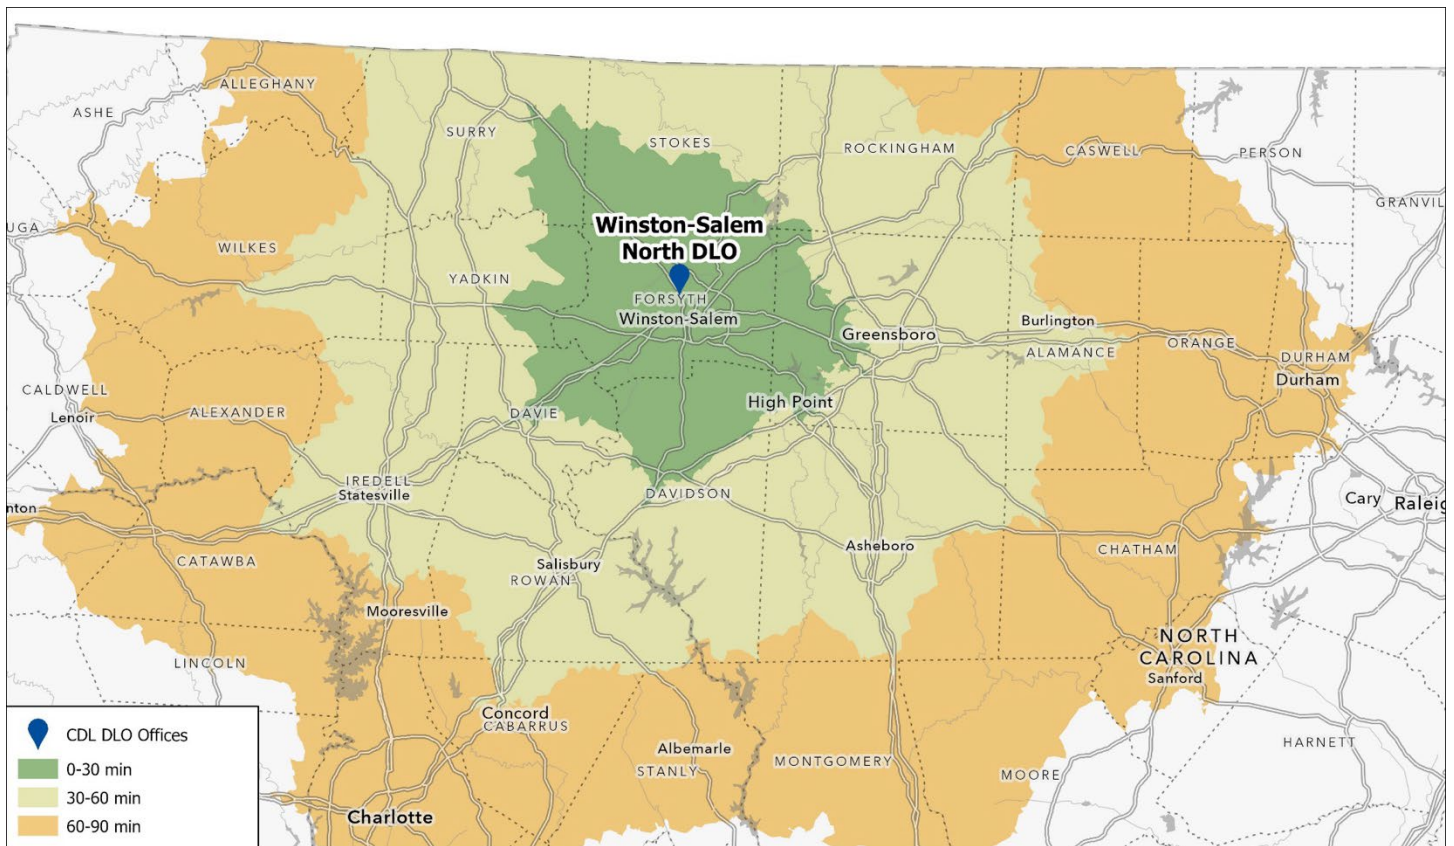 ALLEGHANY
ASHE
SURRY
STOKES
ROCKINGHAM
CASWELL
PERSON
GRANVIL
UGA
WILKES
Winston-Salem
North DLO
YADKIN
FORSYTH
Winston-Salem
Greensboro
Burlington
ALAMANCE
ORANGE
DURHAM
Durham
CALDWELL
Lenoir
ALEXANDER
DAVIE
High Point
IREDELL
Statesville
DAVIDSON
Cary
Raleig
nton
CATAWBA
Salisbury
ROWAN
Asheboro
CHATHAM
Mooresville
NORTH
CAROLINA
Sanford
LINCOLN
Concord
CABARRUS
Albemarle
STANLY
MONTGOMERY
MOORE
HARNETT
Charlotte
CDL DLO Offices
0-30 min
30-60 min
60-90 min